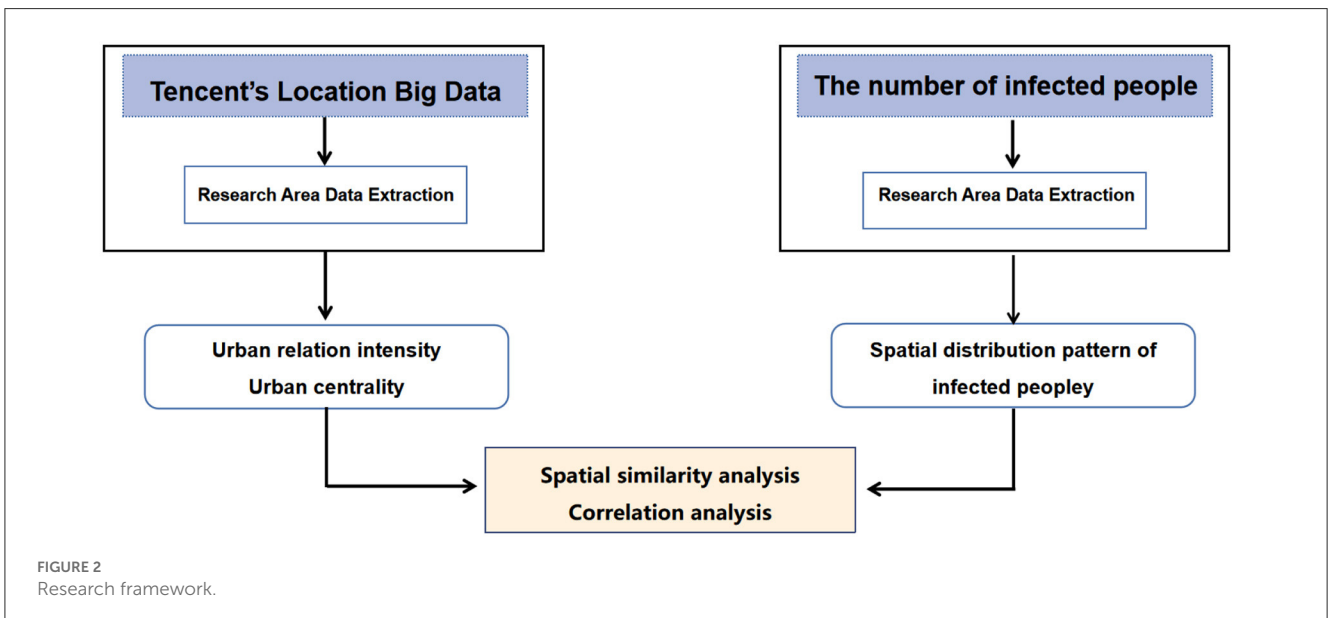 Tencent's Location Big Data
Research Area Data Extraction
Urban relation intensity
Urban centrality
The number of infected people
Research Area Data Extraction
Spatial distribution pattern of
infected peopley
Spatial similarity analysis
Correlation analysis
FIGURE 2
Research framework.